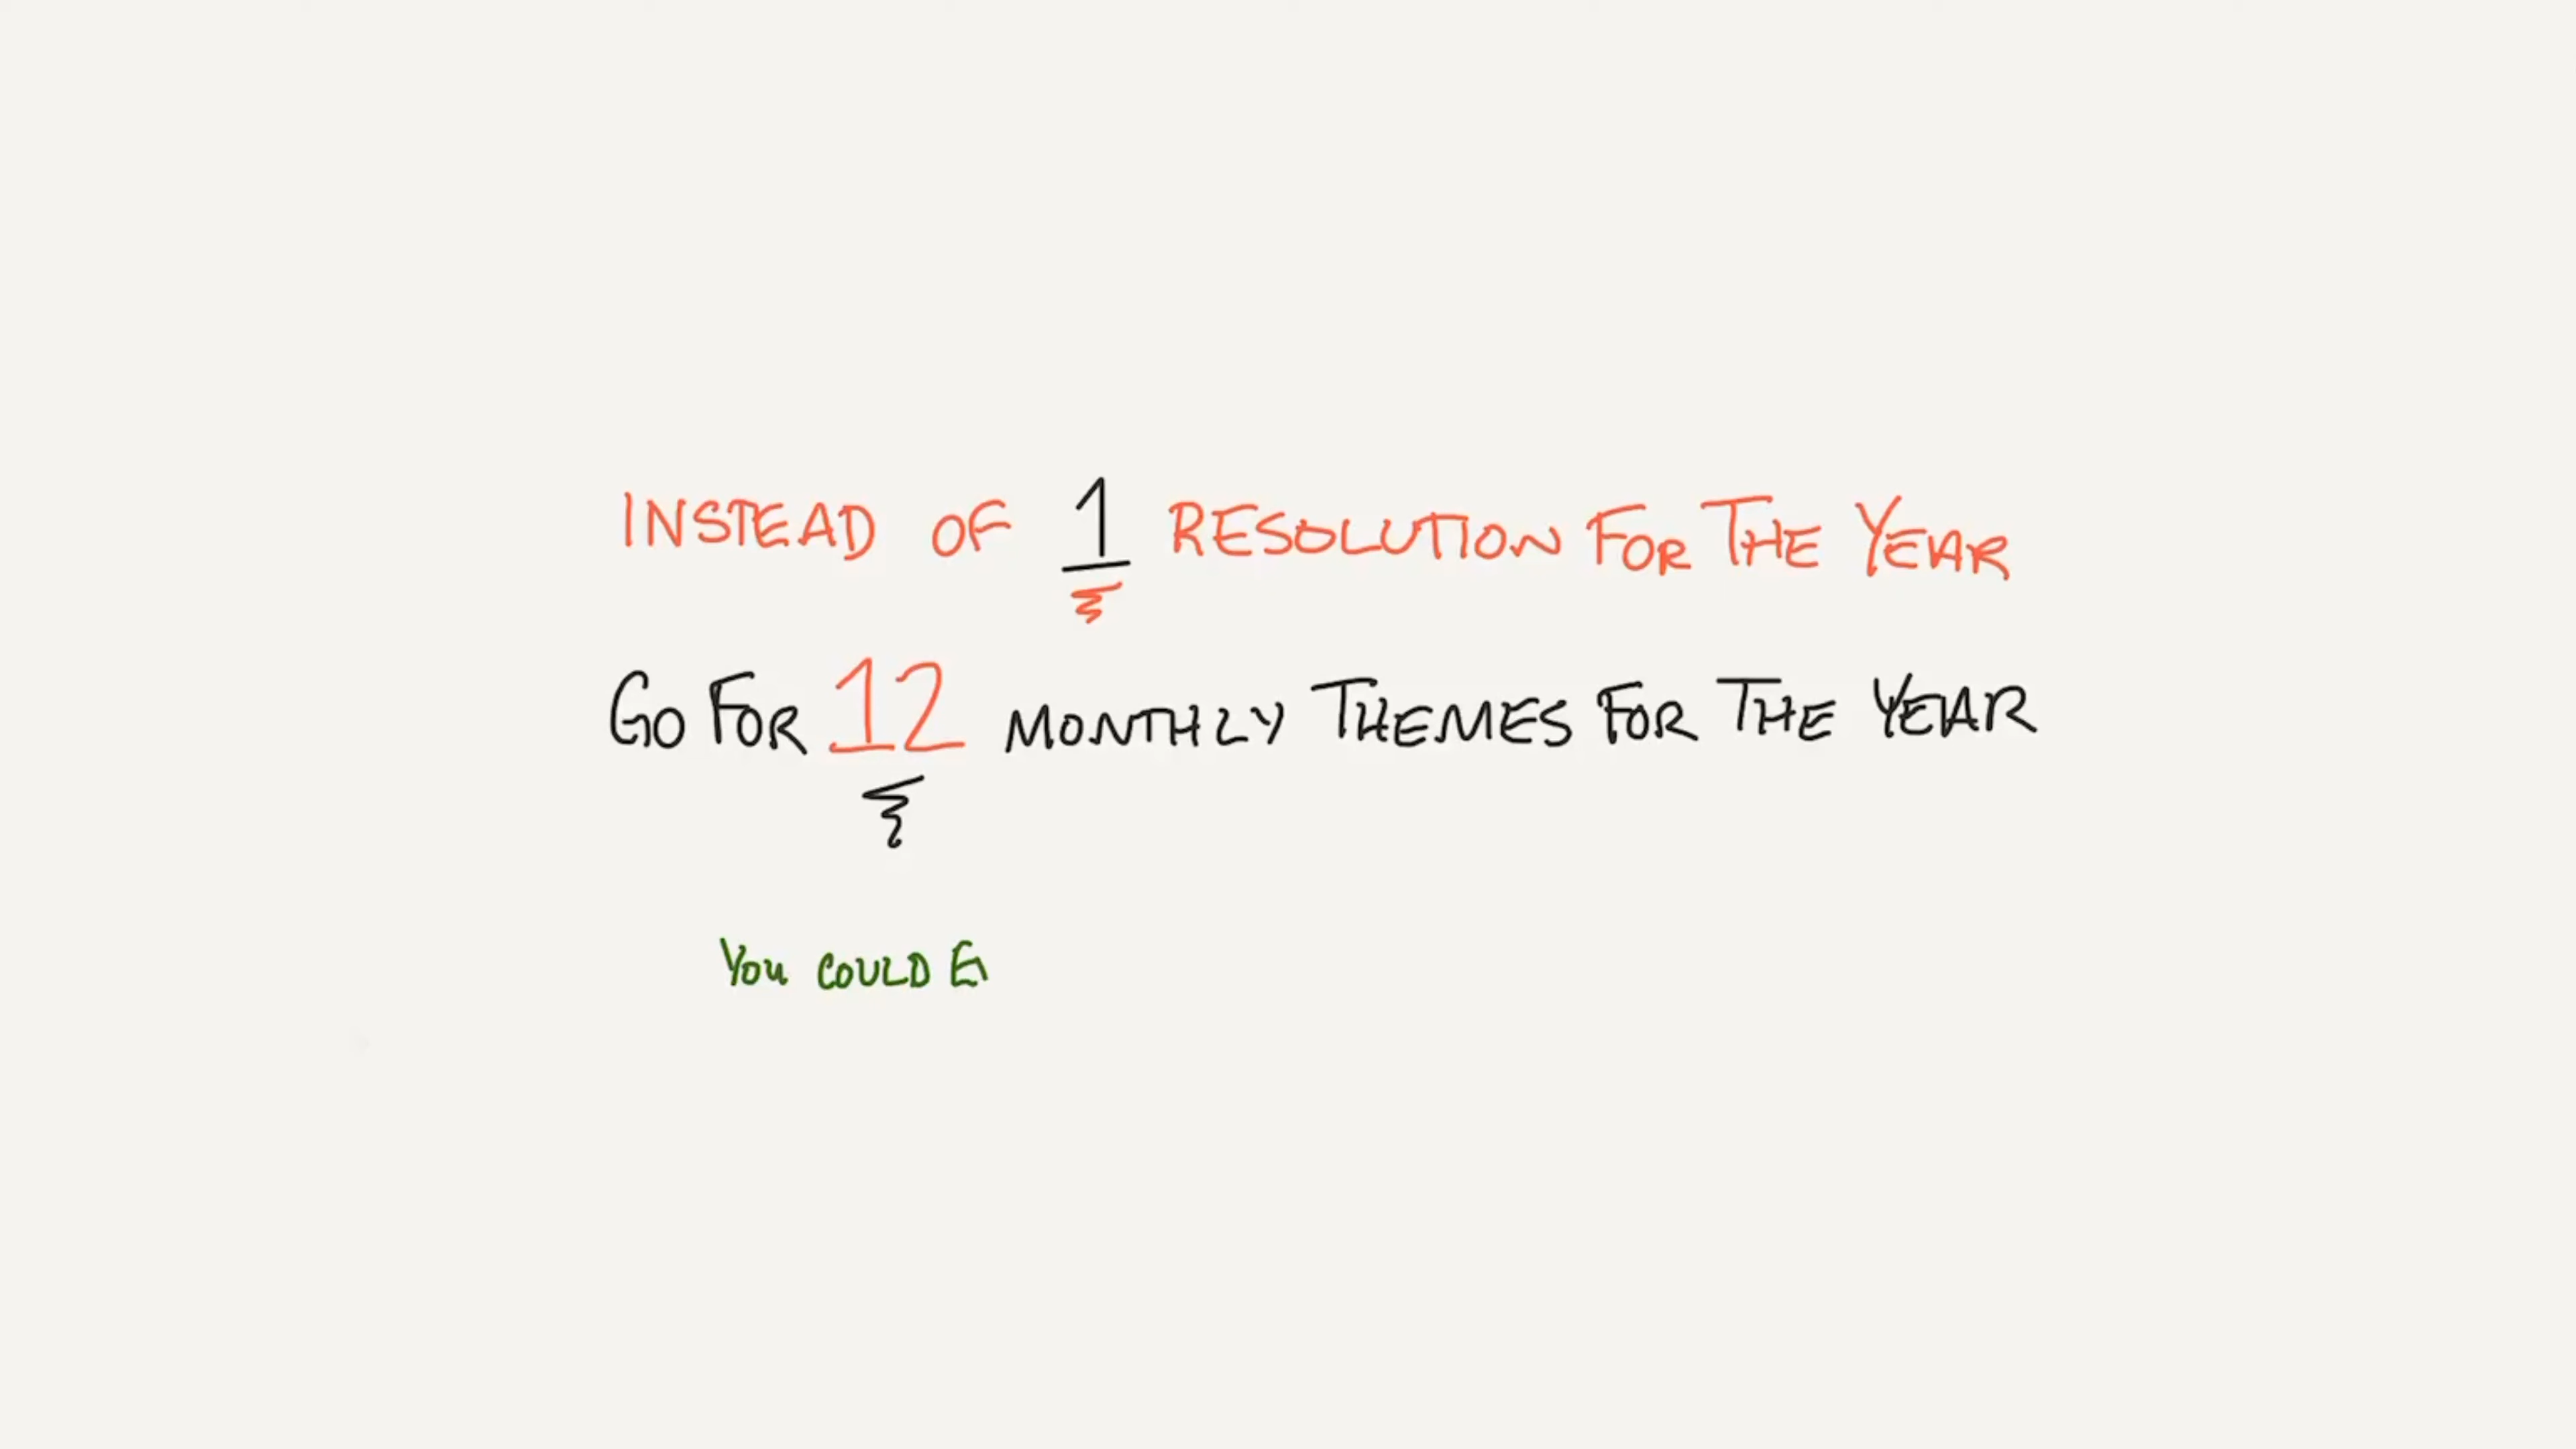 INSTEAD OF 1 RESOLUTION FOR THE YEAR
GO FOR 12 MONTHLY THEMES FOR THE YEAR
YOU COULD